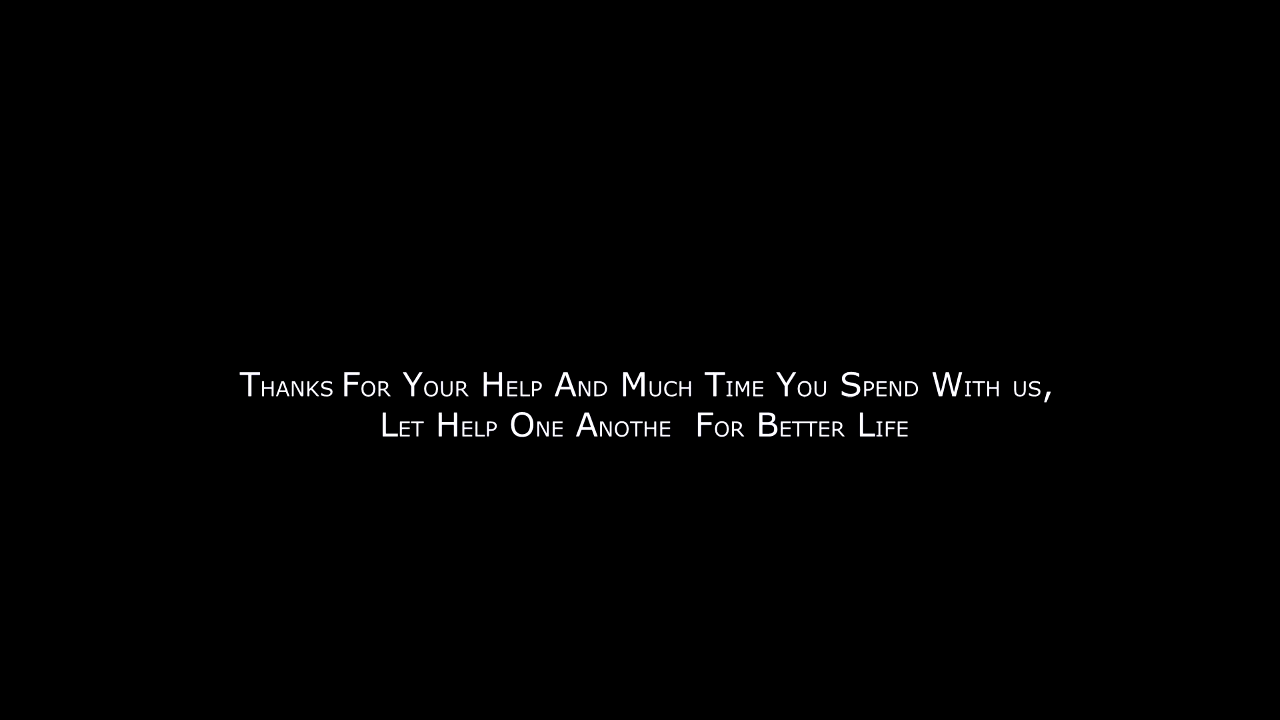 Thanks For Your Help And Much Time You Spend With us,
Let Help One Anothe For Better Life